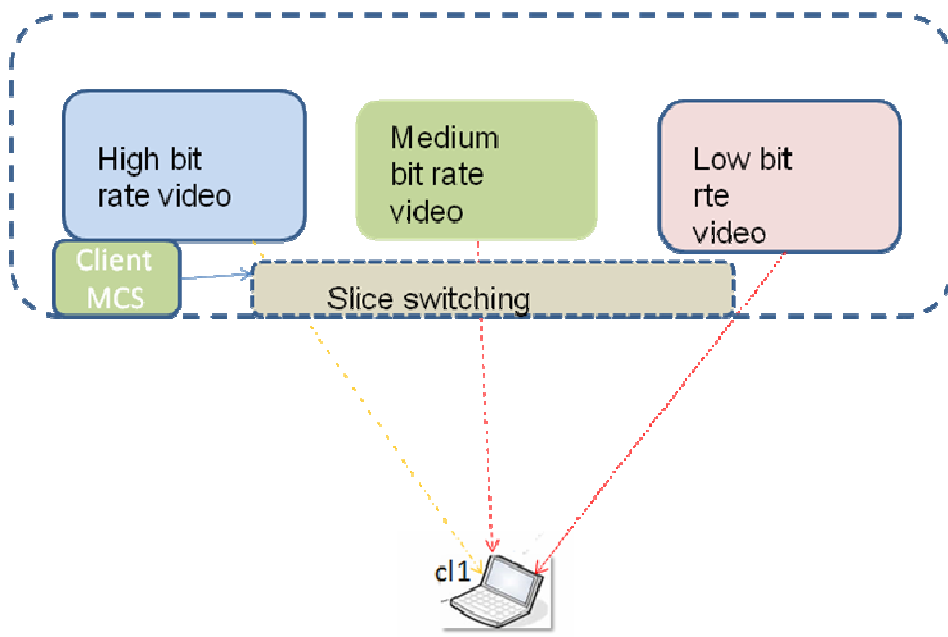 High bit
rate video
Medium
bit rate
video
Low bit
rte
video
Client
MCS
Slice switching
cl1